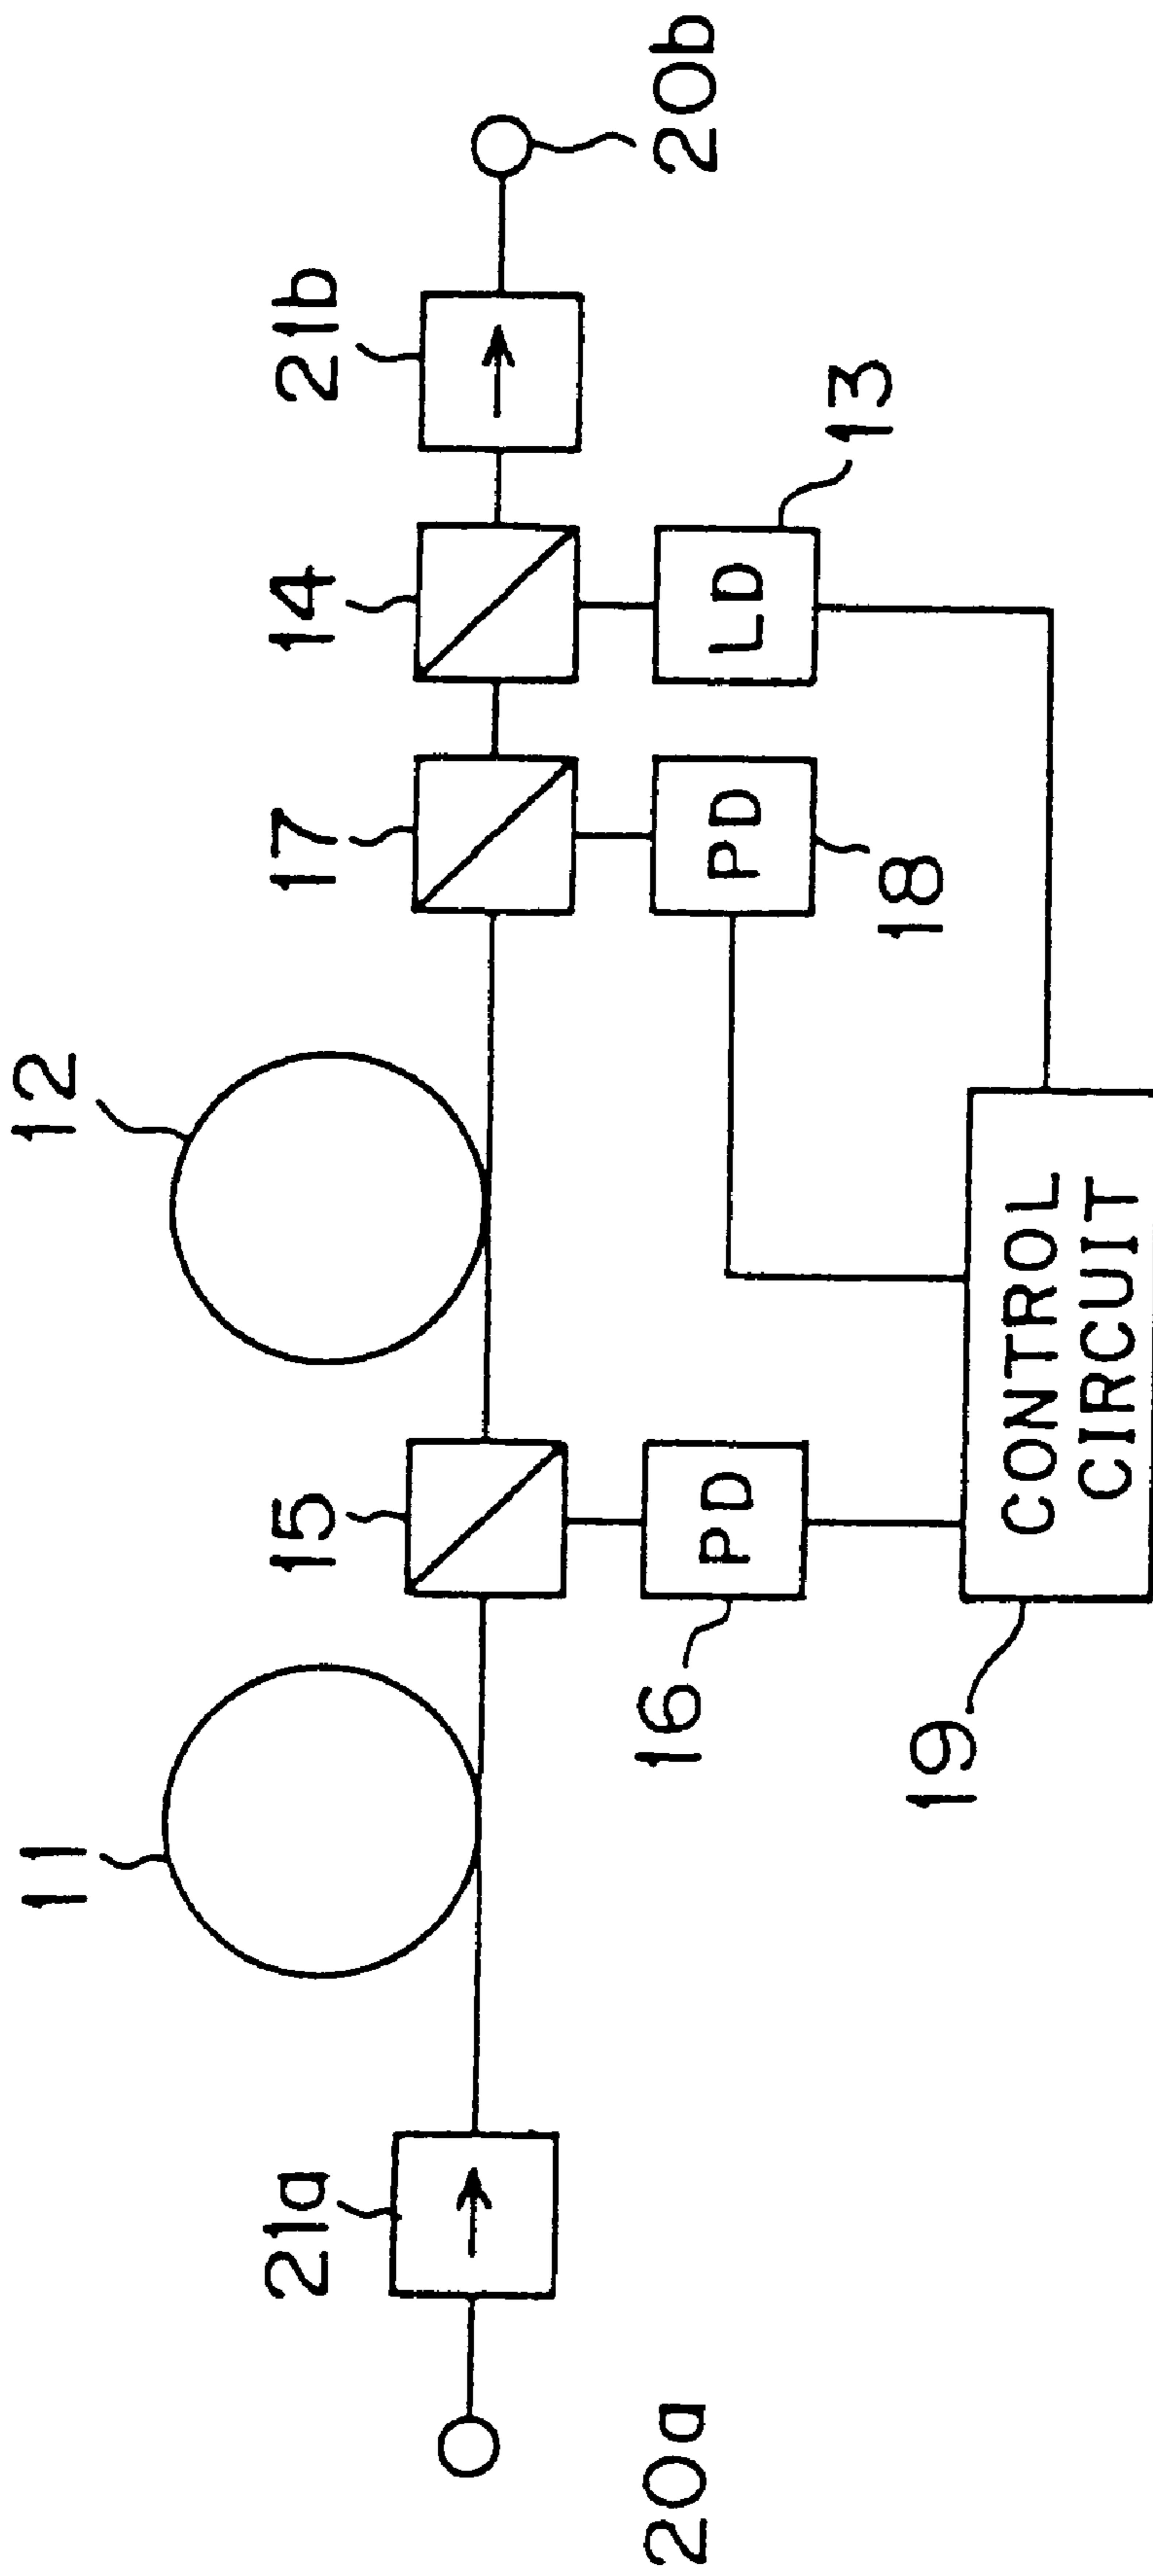 12
11
20b
21b
14
17
15
21a
LD
13
PD
18
PD
16
20a
CONTROL
CIRCUIT
19